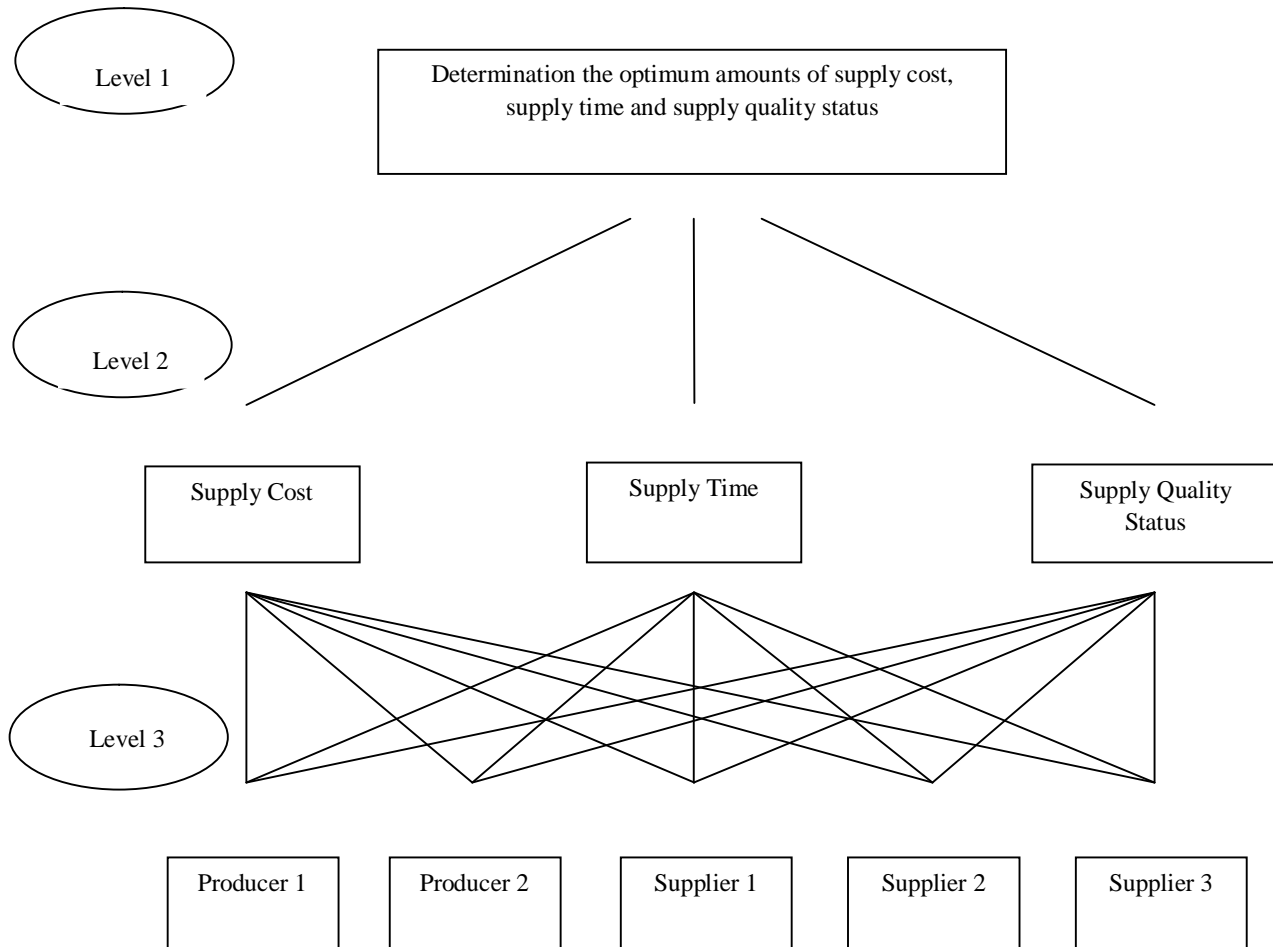 Level 1
Determination the optimum amounts of supply cost,
supply time and supply quality status
Level 2
Supply Cost
Supply Time
Supply Quality
Status
Level 3
Producer 1
Producer 2
Supplier 1
Supplier 2
Supplier 3